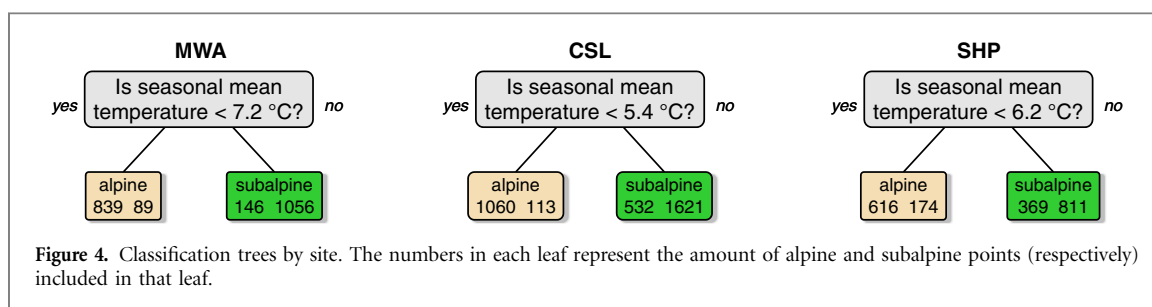 MWA
Is seasonal mean
yes temperature < 7.2 °C? no
alpine
839 89
subalpine
146 1056
CSL
Is seasonal mean
yes temperature < 5.4 °C? no
alpine
1060 113
subalpine
532 1621
SHP
Is seasonal mean
yes temperature < 6.2 °C? no
alpine
616 174
subalpine
369 811
Figure 4. Classification trees by site. The numbers in each leaf represent the amount of alpine and subalpine points (respectively)
included in that leaf.